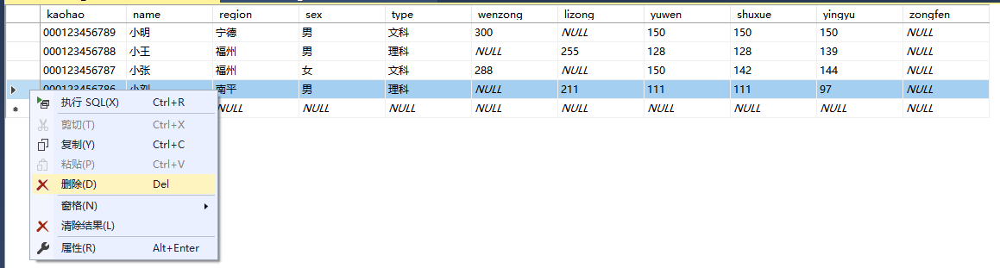 kaohao name region sex type wenzong lizong yuwen shuxue yingyu zongfen
000123456789 小明 宁德 男 文科 300 NULL 150 150 150 NULL
000123456788 小王 福州 男 理科 NULL 255 128 128 139 NULL
000123456787 小张 福州 女 文科 288 NULL 150 142 144 NULL
000123456786 小刘 南平 男 理科 NULL 211 111 111 97 NULL
NULL NULL NULL NULL NULL NULL NULL NULL NULL
执行 SQL(X) Ctrl+R
剪切(T) Ctrl+X
复制(Y) Ctrl+C
粘贴(P) Ctrl+V
删除(D) Del
窗格(N)
清除结果(L)
属性(R) Alt+Enter